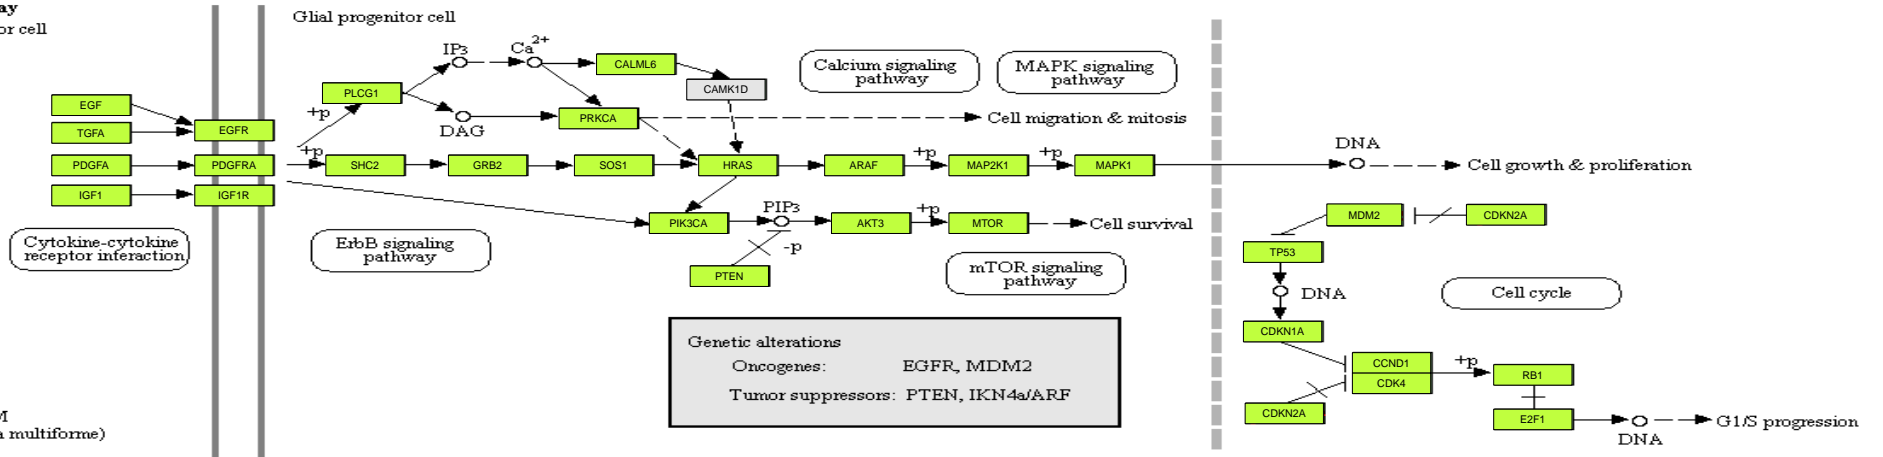 ay
or cell
Glial progenitor cell
IP3
Ca2+
CALML6
Calcium signaling
pathway
MAPK signaling
pathway
PLCG1
CAMK1D
EGF
+p
DAG
PRKCA
Cell migration & mitosis
TGFA
EGFR
PDGFA
PDGFRA
+p
SHC2
GRB2
SOS1
HRAS
ARAF
+p
MAP2K1
+p
MAPK1
DNA
Cell growth & proliferation
IGF1
IGF1R
PIK3CA
PIP3
AKT3
+p
MTOR
Cell survival
MDM2
CDKN2A
Cytokine-cytokine
receptor interaction
ErbB signaling
pathway
-p
PTEN
mTOR signaling
pathway
TP53
DNA
Cell cycle
Genetic alterations
Oncogenes: EGFR, MDM2
Tumor suppressors: PTEN, IKN4a/ARF
CDKN1A
CCND1
CDK4
+p
RB1
CDKN2A
E2F1
DNA
G1/S progression
M
a multiforme)